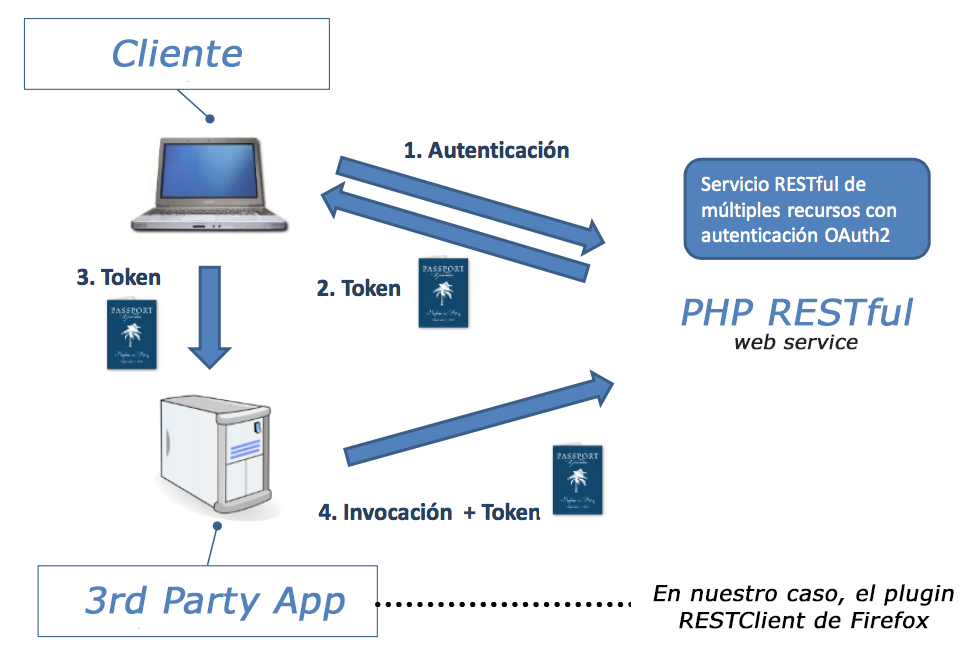 Cliente
1. Autenticación
Servicio RESTful de
múltiples recursos con
autenticación OAuth2
3. Token
PASSPORT
2. Token
PASSPORT
PHP RESTful
web service
4. Invocación + Token
PASSPORT
3rd Party App
En nuestro caso, el plugin
RESTClient de Firefox